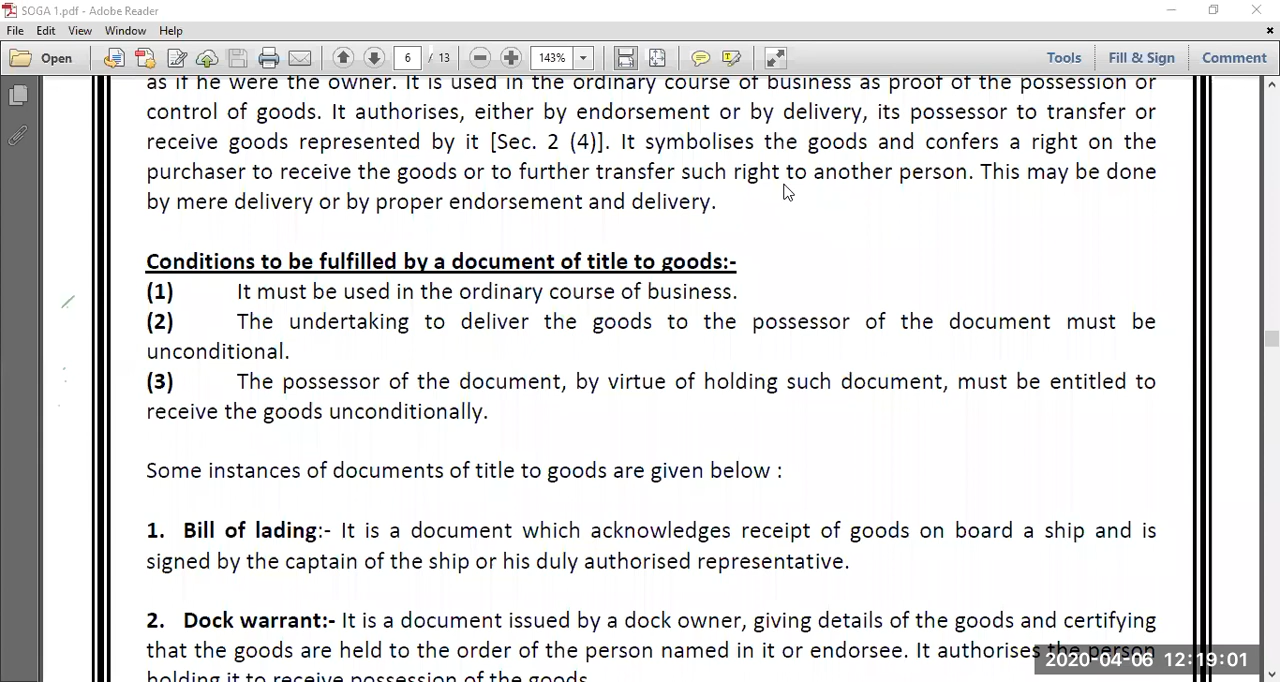 SOGA 1.pdf - Adobe Reader
File Edit View Window Help
Open 6 / 13 143% Tools Fill & Sign Comment
as if he were the owner. It is used in the ordinary course of business as proof of the possession or
control of goods. It authorises, either by endorsement or by delivery, its possessor to transfer or
receive goods represented by it [Sec. 2 (4)]. It symbolises the goods and confers a right on the
purchaser to receive the goods or to further transfer such right to another person. This may be done
by mere delivery or by proper endorsement and delivery.
Conditions to be fulfilled by a document of title to goods:-
(1) It must be used in the ordinary course of business.
(2) The undertaking to deliver the goods to the possessor of the document must be
unconditional.
(3) The possessor of the document, by virtue of holding such document, must be entitled to
receive the goods unconditionally.
Some instances of documents of title to goods are given below :
1. Bill of lading:- It is a document which acknowledges receipt of goods on board a ship and is
signed by the captain of the ship or his duly authorised representative.
2. Dock warrant:- It is a document issued by a dock owner, giving details of the goods and certifying
that the goods are held to the order of the person named in it or endorsee. It authorises the person
2020-04-06 12:19:01
holding it to receive possession of the goods.